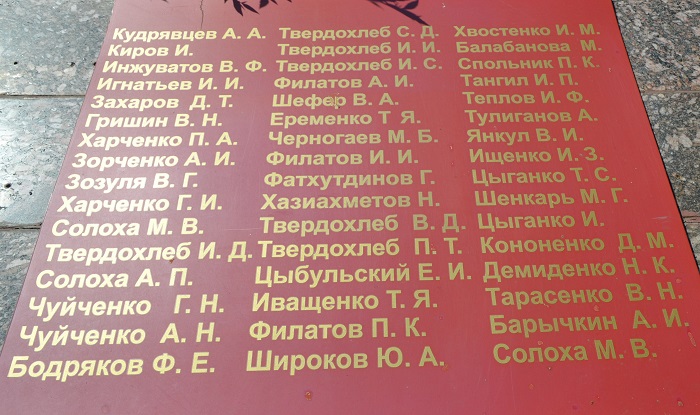 Кудрявцев А. А. Твердохлеб С. Д. Хвостенко И. М.
Киров И. Твердохлеб И. И. Балабанова М.
Инжуватов В. Ф. Твердохлеб И. С. Спольник П. К.
Игнатьев И. И. Филатов А. И. Тангил И. П.
Захаров Д. Т. Шефар В. А. Теплов И. Ф.
Гришин В. Н. Еременко Т Я. Тулиганов А.
Харченко П. А. Черногаев М. Б. Янкул В. И.
Зорченко А. И. Филатов И. И. Ищенко И. З.
Зозуля В. Г. Фатхутдинов Г. Цыганко Т. С.
Харченко Г. И. Хазиахметов Н. Шенкарь М. Г.
Солоха М. В. Твердохлеб В. Д. Цыганко И.
Твердохлеб И. Д. Твердохлеб П. Т. Кононенко Д. М.
Солоха А. П. Цыбульский Е. И. Демиденко Н. К.
Чуйченко Г. Н. Иващенко Т. Я. Тарасенко В. Н.
Чуйченко А. Н. Филатов П. К. Барычкин А. И.
Бодряков Ф. Е. Широков Ю. А. Солоха М. В.